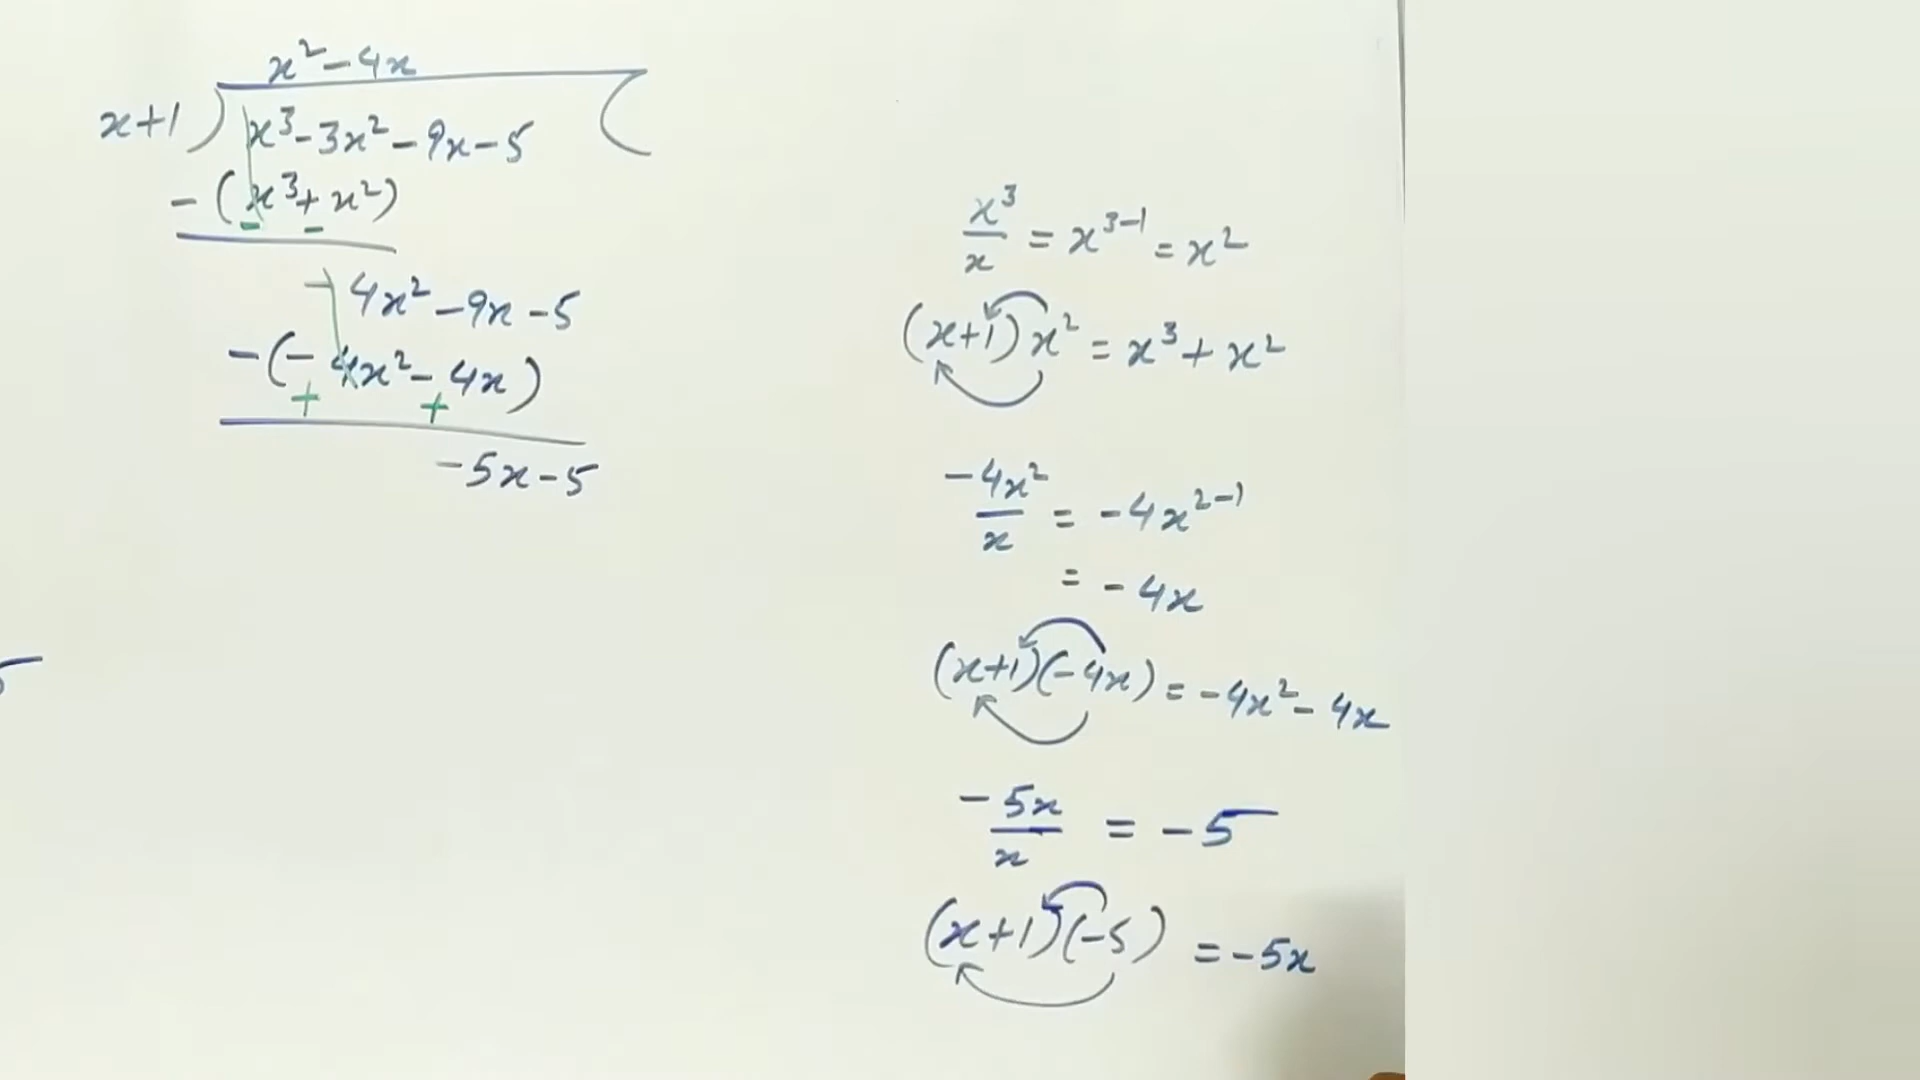 x² - 4x
x+1 ) x³ - 3x² - 9x - 5 (
- (x³ + x²)
- -
- 4x² - 9x - 5
- (- 4x² - 4x)
+ +
- 5x - 5
x³/x = x³⁻¹ = x²
(x+1) x² = x³ + x²
-4x²/x = -4x²⁻¹
= - 4x
(x+1)(-4x) = -4x² - 4x
-5x/x = -5
(x+1)(-5) = -5x